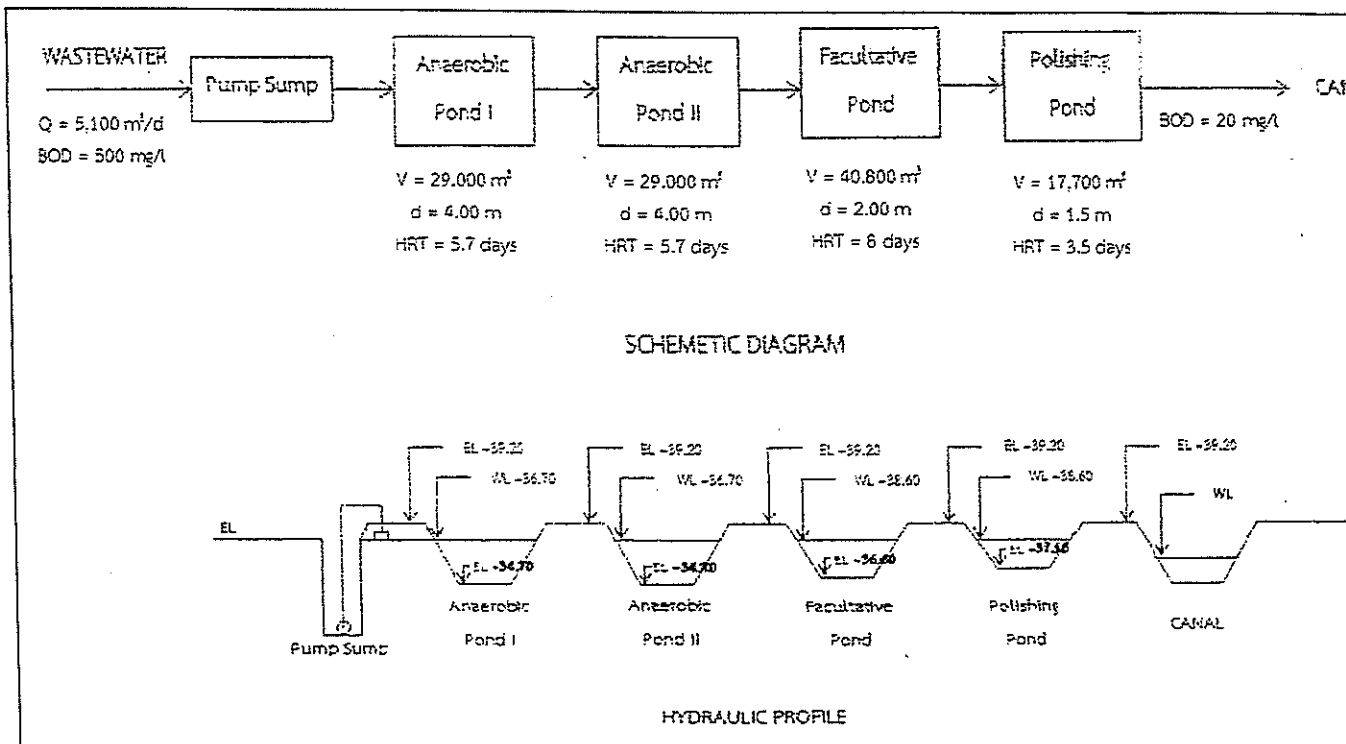 WASTEWATER
Q = 5,100 m³/d
BOD = 500 mg/l
Pump Sump
Anaerobic
Pond I
V = 29.000 m³
d = 4.00 m
HRT = 5.7 days
Anaerobic
Pond II
V = 29.000 m³
d = 4.00 m
HRT = 5.7 days
Facultative
Pond
V = 40.800 m³
d = 2.00 m
HRT = 8 days
Polishing
Pond
V = 17,700 m³
d = 1.5 m
HRT = 3.5 days
BOD = 20 mg/l
SCHEMETIC DIAGRAM
EL -39.20
EL -39.20
EL -39.20
EL -39.20
EL -39.20
WL -36.70
WL -36.70
WL -38.60
WL -38.60
WL
EL
EL -34.70
EL -34.70
EL -36.60
EL
Pump Sump
Anaerobic
Pond I
Anaerobic
Pond II
Facultative
Pond
Polishing
Pond
CANAL
HYDRAULIC PROFILE